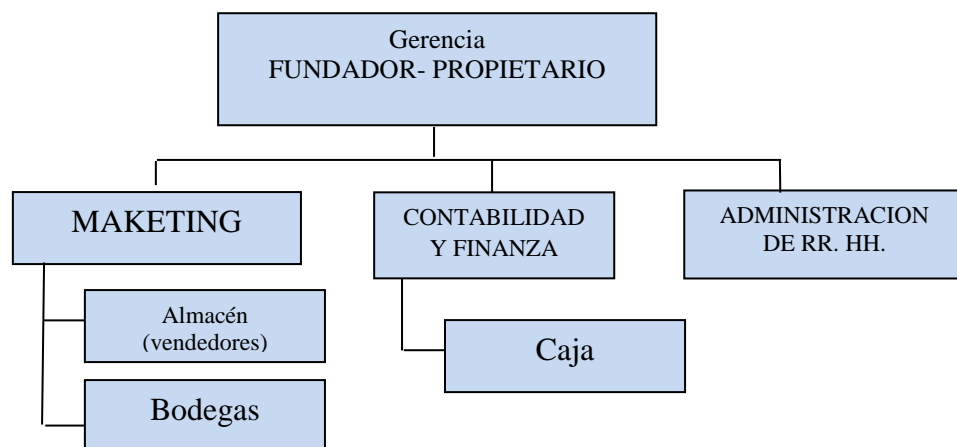 Gerencia
FUNDADOR- PROPIETARIO
MAKETING
CONTABILIDAD
Y FINANZA
ADMINISTRACION
DE RR. HH.
Almacén
(vendedores)
Caja
Bodegas